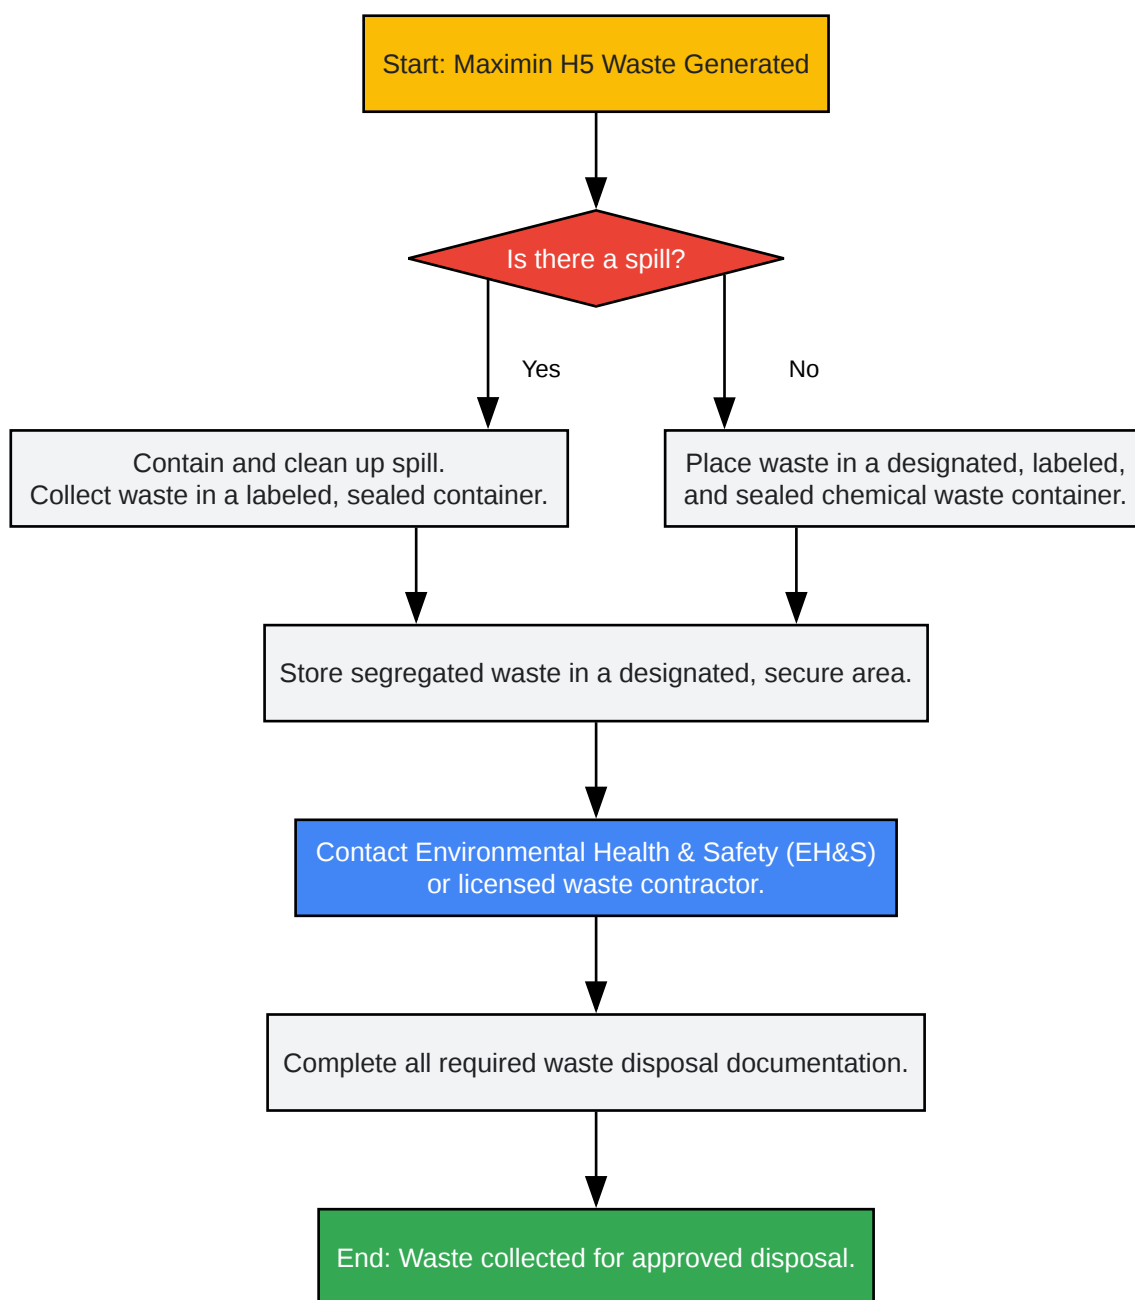 Start: Maximin H5 Waste Generated
Is there a spill?
Yes
No
Contain and clean up spill.
Collect waste in a labeled, sealed container.
Place waste in a designated, labeled,
and sealed chemical waste container.
Store segregated waste in a designated, secure area.
Contact Environmental Health & Safety (EH&S)
or licensed waste contractor.
Complete all required waste disposal documentation.
End: Waste collected for approved disposal.